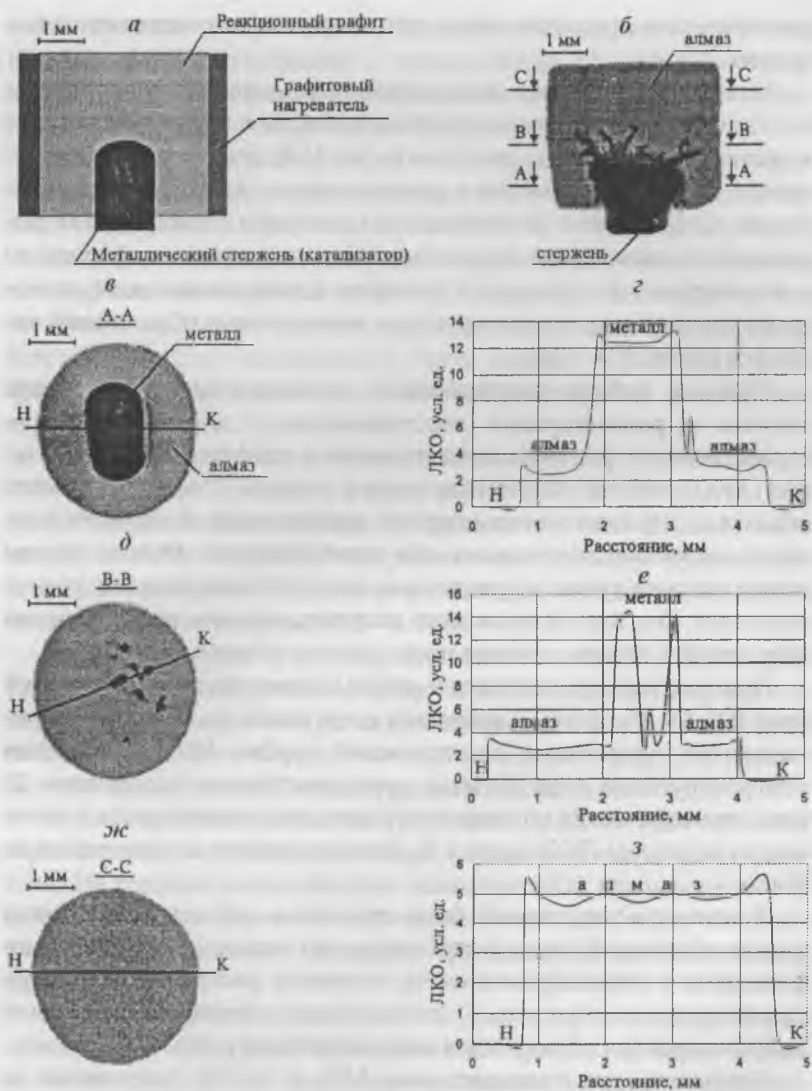 а
1 мм
Реакционный графит
Графитовый
нагреватель
Металлический стержень (катализатор)
б
1 мм
алмаз
С С
В В
А А
стержень
в
А-А
1 мм
металл
Н К
алмаз
г
14
12
10
8
6
4
2
0
ЛКО, усл. ед.
металл
алмаз
алмаз
Н К
0 1 2 3 4 5
Расстояние, мм
д
В-В
1 мм
К
Н
е
16
14
12
10
8
6
4
2
0
ЛКО, усл. ед.
металл
алмаз
алмаз
Н К
0 1 2 3 4 5
Расстояние, мм
ж
С-С
1 мм
Н К
з
6
5
4
3
2
1
0
ЛКО, усл. ед.
а л м а з
Н К
0 1 2 3 4 5
Расстояние, мм